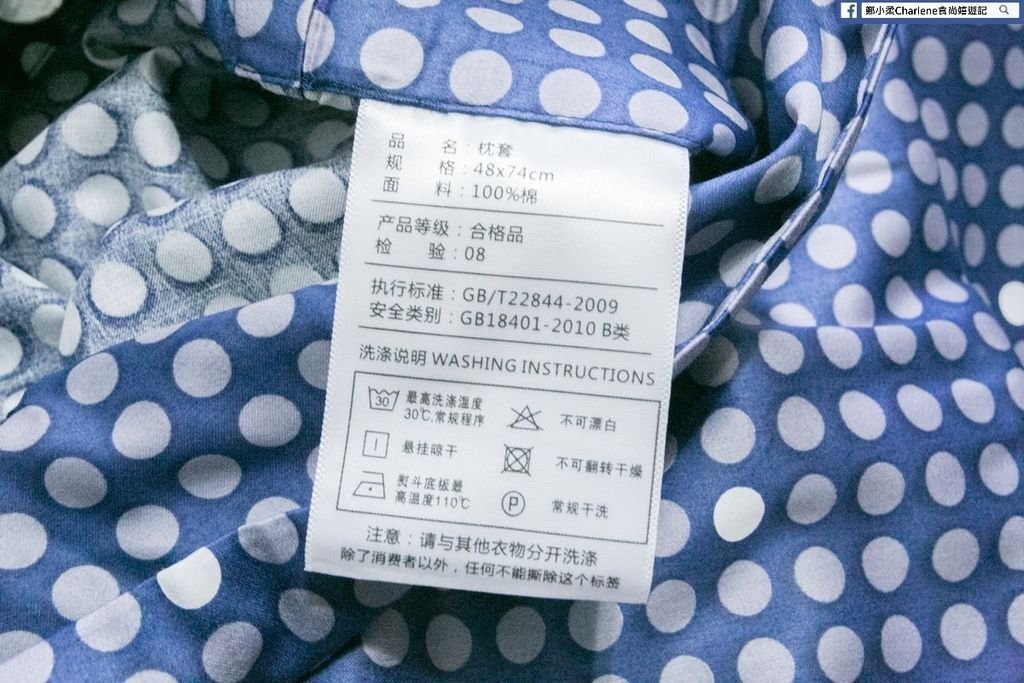 鄭小柔Charlene食尚嬉遊記
品 名：枕套
规 格：48x74cm
面 料：100%棉
产品等级：合格品
检 验：08
执行标准：GB/T22844-2009
安全类别：GB18401-2010 B类
洗涤说明 WASHING INSTRUCTIONS
30 最高洗涤温度
30℃,常规程序
不可漂白
悬挂晾干
不可翻转干燥
熨斗底板最
高温度110℃
P 常规干洗
注意：请与其他衣物分开洗涤
除了消费者以外，任何不能撕除这个标签